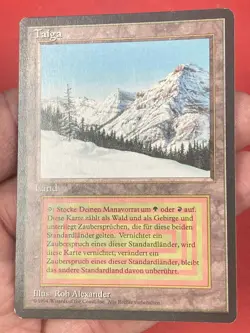 Taiga
Land
: Stocke Deinen Manavorrat um oder auf.
Diese Karte zählt als Wald und als Gebirge und
unterliegt Zaubersprüchen, die für diese beiden
Standardländer gelten. Vernichtet ein
Zauberspruch eines dieser Standardländer, wird
diese Karte vernichtet; verändert ein
Zauberspruch eines dieser Standardländer, bleibt
das andere Standardland davon unberührt.
Illus. Rob Alexander